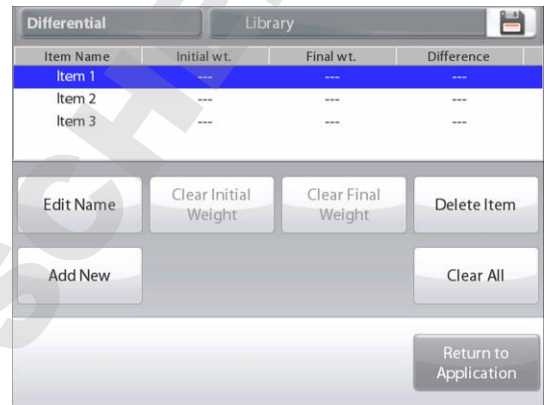 Differential Library
Item Name Initial wt. Final wt. Difference
Item 1 --- --- ---
Item 2 --- --- ---
Item 3 --- --- ---
Edit Name Clear Initial Weight Clear Final Weight Delete Item
Add New Clear All
Return to
Application